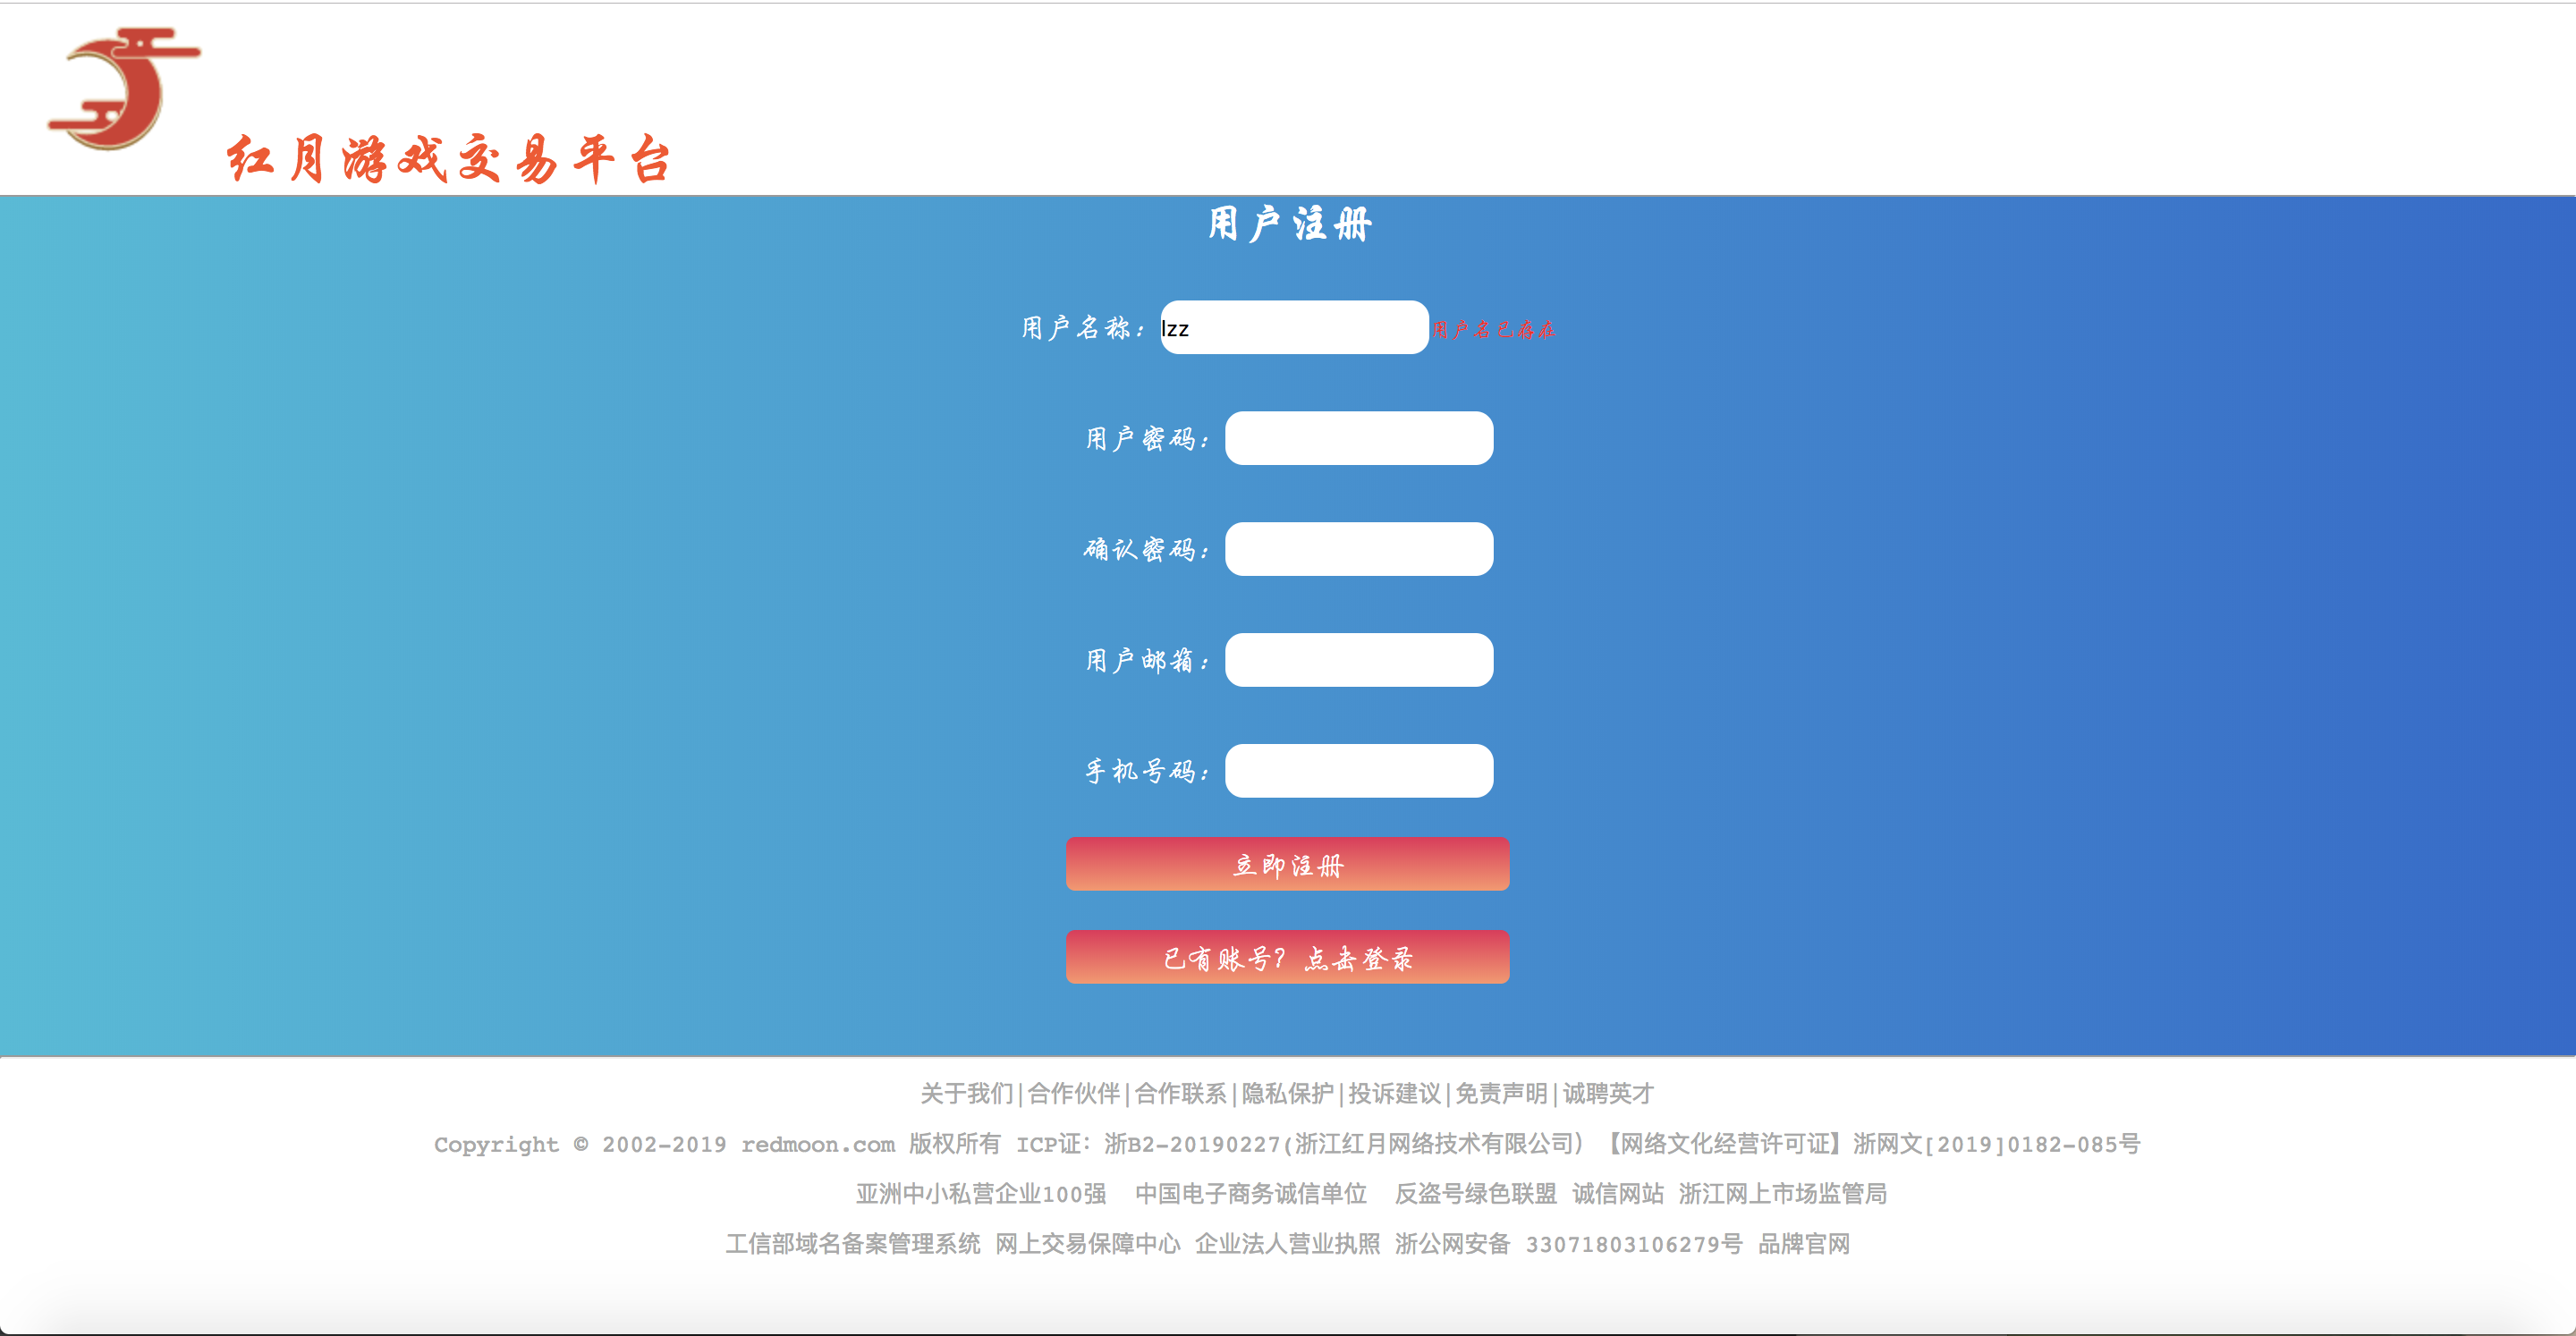 红月游戏交易平台
用户注册
用户名称： lzz 用户名已存在
用户密码：
确认密码：
用户邮箱：
手机号码：
立即注册
已有账号？点击登录
关于我们|合作伙伴|合作联系|隐私保护|投诉建议|免责声明|诚聘英才
Copyright © 2002-2019 redmoon.com 版权所有 ICP证：浙B2-20190227(浙江红月网络技术有限公司）【网络文化经营许可证】浙网文[2019]0182-085号
亚洲中小私营企业100强 中国电子商务诚信单位 反盗号绿色联盟 诚信网站 浙江网上市场监管局
工信部域名备案管理系统 网上交易保障中心 企业法人营业执照 浙公网安备 33071803106279号 品牌官网